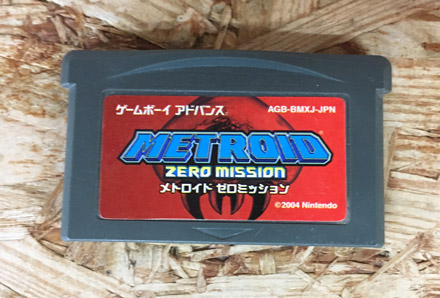 ゲームボーイ アドバンス AGB-BMXJ-JPN
METROID
ZERO MISSION
メトロイド ゼロミッション
©2004 Nintendo